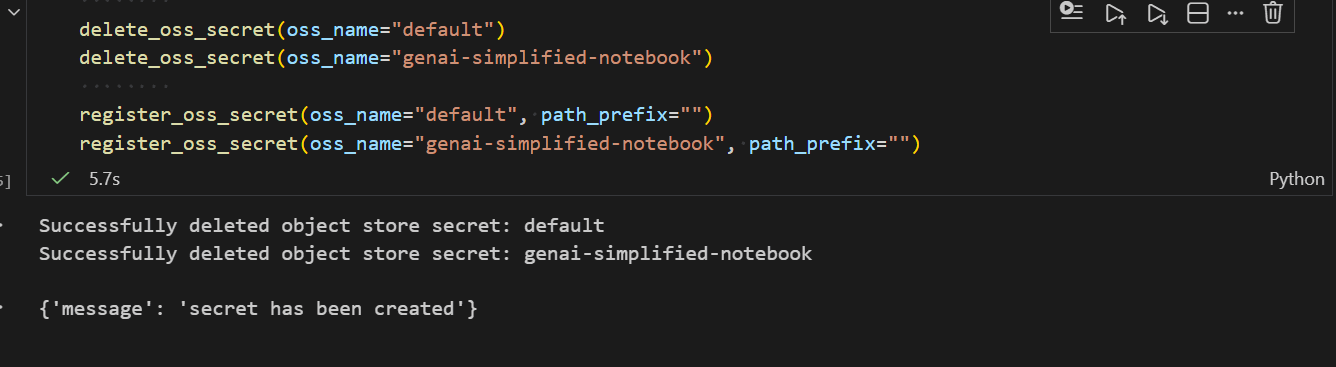 delete_oss_secret(oss_name="default")
delete_oss_secret(oss_name="genai-simplified-notebook")
register_oss_secret(oss_name="default", path_prefix="")
register_oss_secret(oss_name="genai-simplified-notebook", path_prefix="")
5.7s
Python
Successfully deleted object store secret: default
Successfully deleted object store secret: genai-simplified-notebook
{'message': 'secret has been created'}